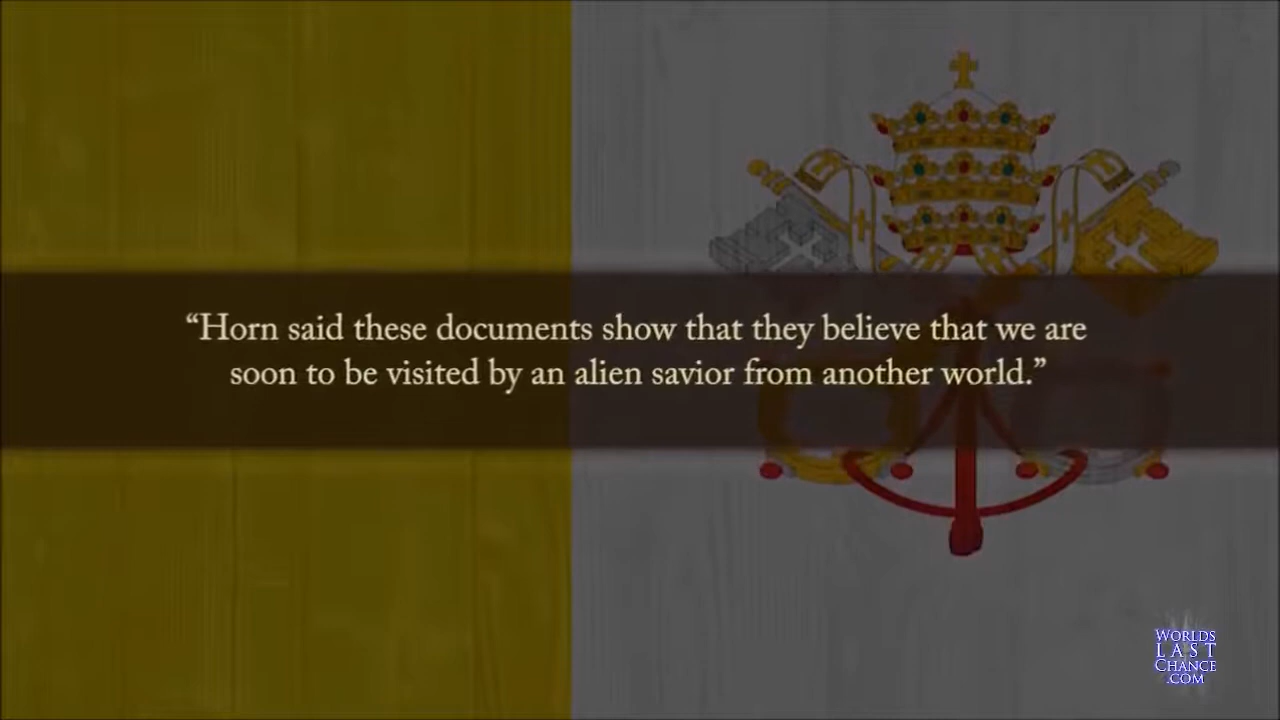 “Horn said these documents show that they believe that we are
soon to be visited by an alien savior from another world.”
WORLDS
LAST
CHANCE
.COM